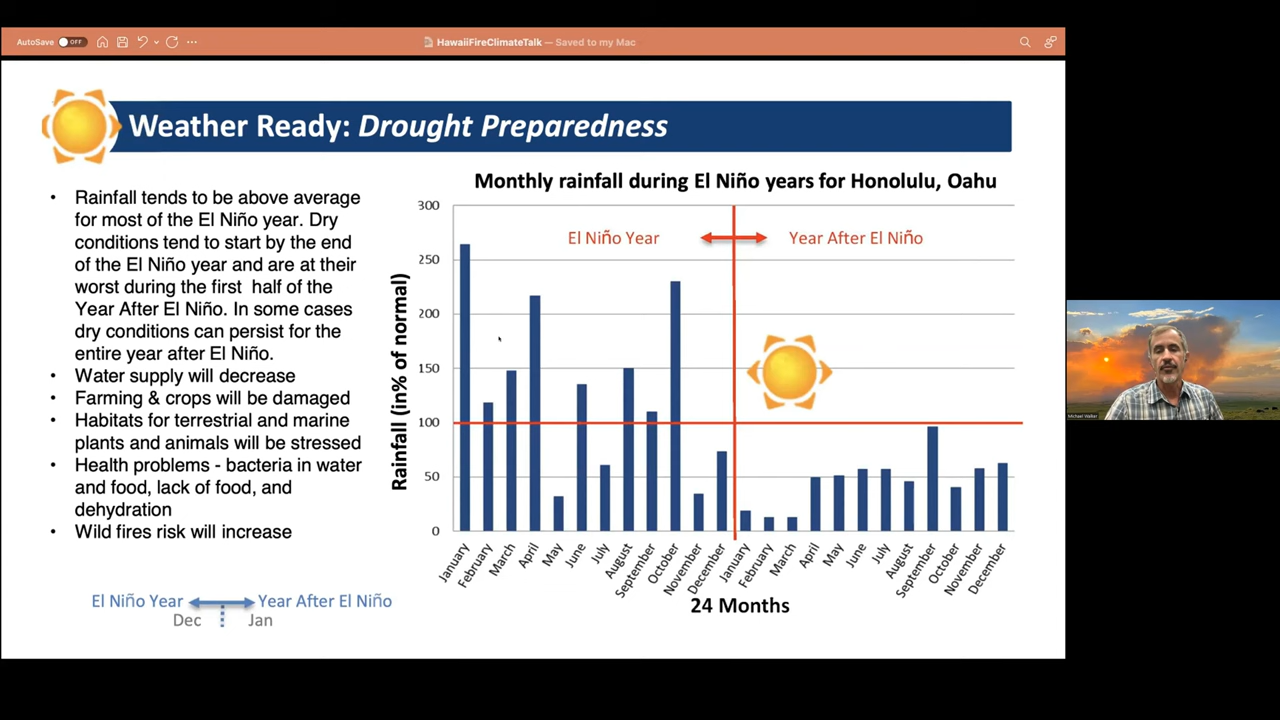 AutoSave OFF
HawaiiFireClimateTalk — Saved to my Mac
Weather Ready: Drought Preparedness
• Rainfall tends to be above average
for most of the El Niño year. Dry
conditions tend to start by the end
of the El Niño year and are at their
worst during the first half of the
Year After El Niño. In some cases
dry conditions can persist for the
entire year after El Niño.
• Water supply will decrease
• Farming & crops will be damaged
• Habitats for terrestrial and marine
plants and animals will be stressed
• Health problems - bacteria in water
and food, lack of food, and
dehydration
• Wild fires risk will increase
El Niño Year
Year After El Niño
Dec
Jan
Monthly rainfall during El Niño years for Honolulu, Oahu
Rainfall (in% of normal)
300
250
200
150
100
50
0
El Niño Year
Year After El Niño
January
February
March
April
May
June
July
August
September
October
November
December
January
February
March
April
May
June
July
August
September
October
November
December
24 Months